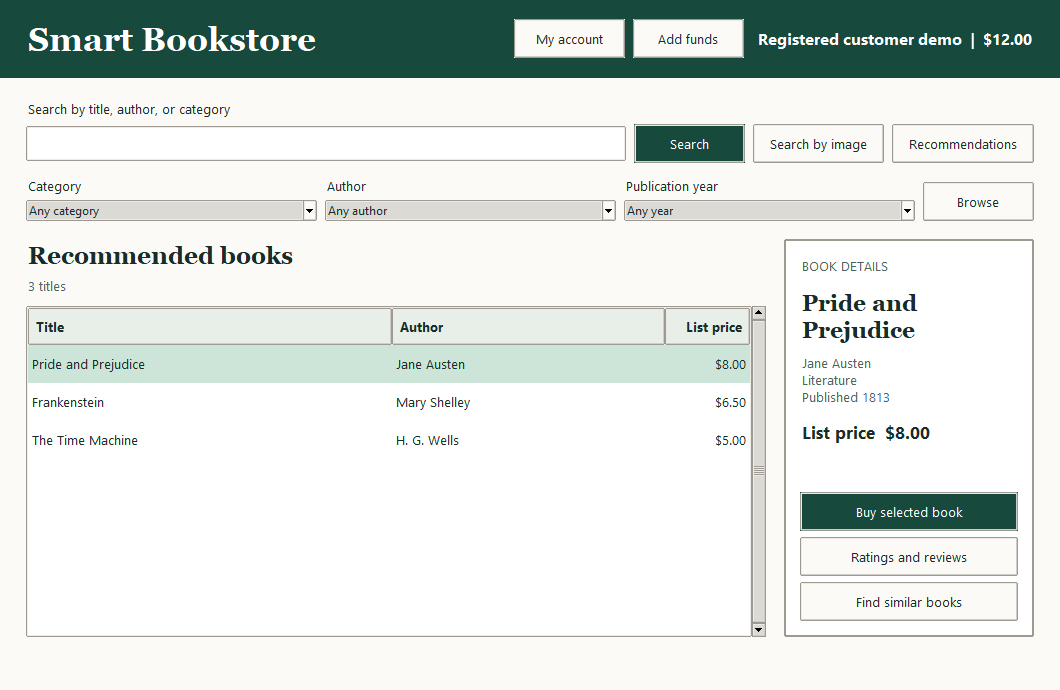 Smart Bookstore
My account
Add funds
Registered customer demo | $12.00
Search by title, author, or category
Search
Search by image
Recommendations
Category
Author
Publication year
Any category
Any author
Any year
Browse
Recommended books
3 titles
Title Author List price
Pride and Prejudice Jane Austen $8.00
Frankenstein Mary Shelley $6.50
The Time Machine H. G. Wells $5.00
BOOK DETAILS
Pride and
Prejudice
Jane Austen
Literature
Published 1813
List price $8.00
Buy selected book
Ratings and reviews
Find similar books